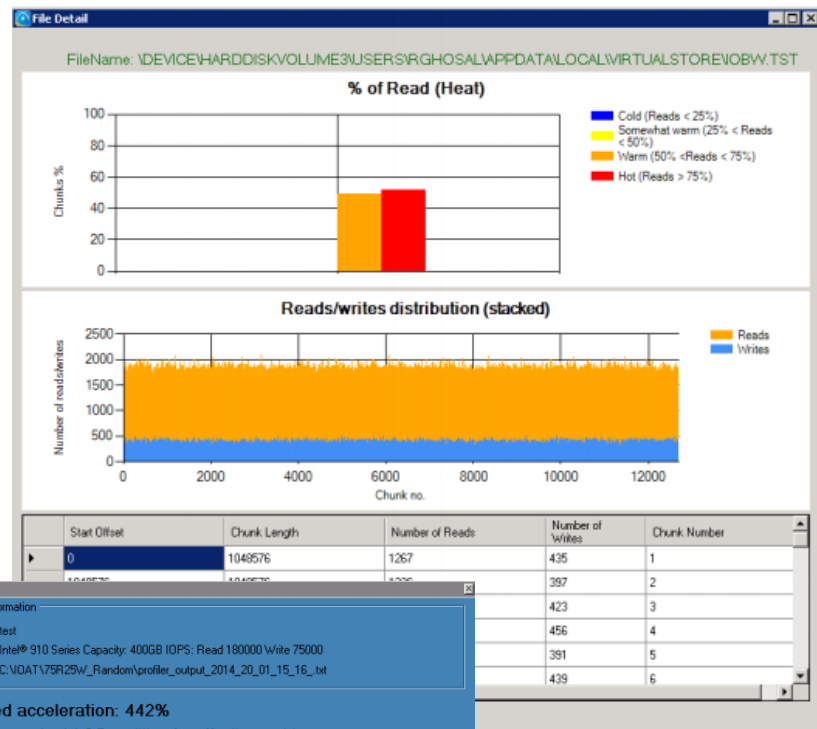 File Detail
FileName: \DEVICE\HARDDISKVOLUME3\USERS\RGHOSAL\APPDATA\LOCAL\VIRTUALSTORE\IOBW.TST
% of Read (Heat)
100
80
60
40
20
0
Chunks %
Cold (Reads < 25%)
Somewhat warm (25% < Reads
< 50%)
Warm (50% <Reads < 75%)
Hot (Reads > 75%)
Reads/writes distribution (stacked)
2500
2000
1500
1000
500
0
Number of reads/writes
0 2000 4000 6000 8000 10000 12000
Chunk no.
Reads
Writes
Start Offset Chunk Length Number of Reads Number of Writes Chunk Number
0 1048576 1267 435 1
397 2
423 3
456 4
391 5
439 6
test
Intel® 910 Series Capacity: 400GB IOPS: Read 180000 Write 75000
C:\IOAT\75R25W_Random\profiler_output_2014_20_01_15_16_.txt
acceleration: 442%